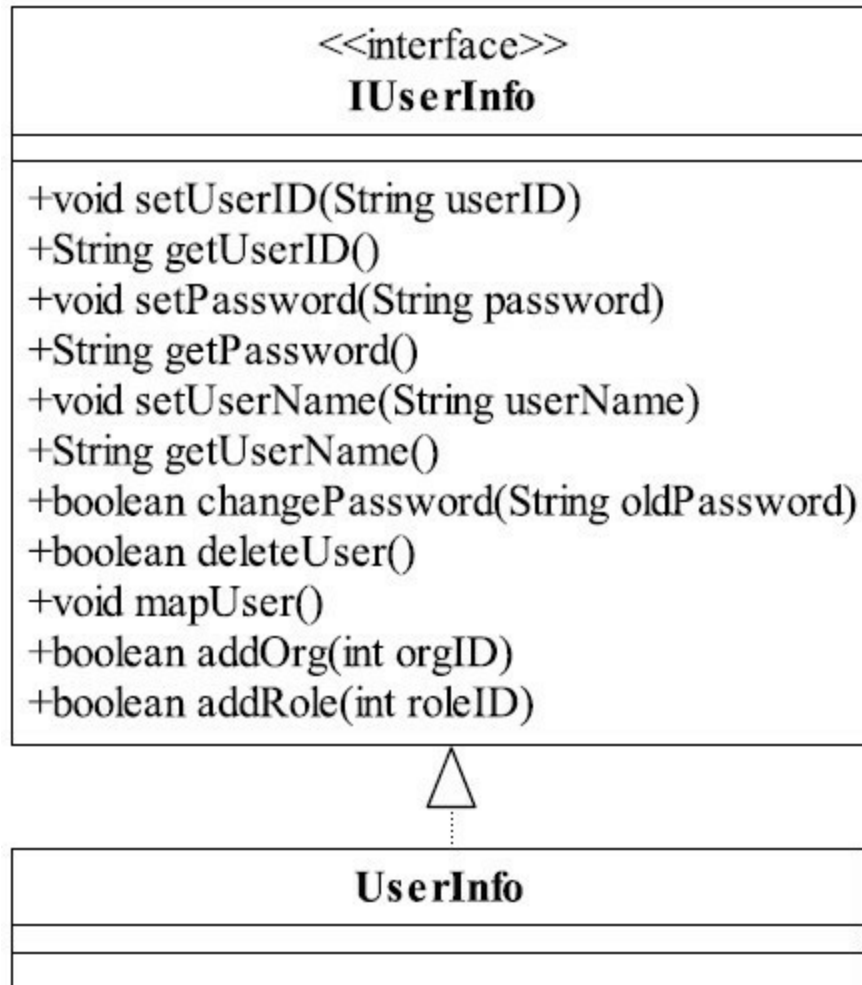 <<interface>>
IUserInfo
+void setUserID(String userID)
+String getUserID()
+void setPassword(String password)
+String getPassword()
+void setUserName(String userName)
+String getUserName()
+boolean changePassword(String oldPassword)
+boolean deleteUser()
+void mapUser()
+boolean addOrg(int orgID)
+boolean addRole(int roleID)
UserInfo